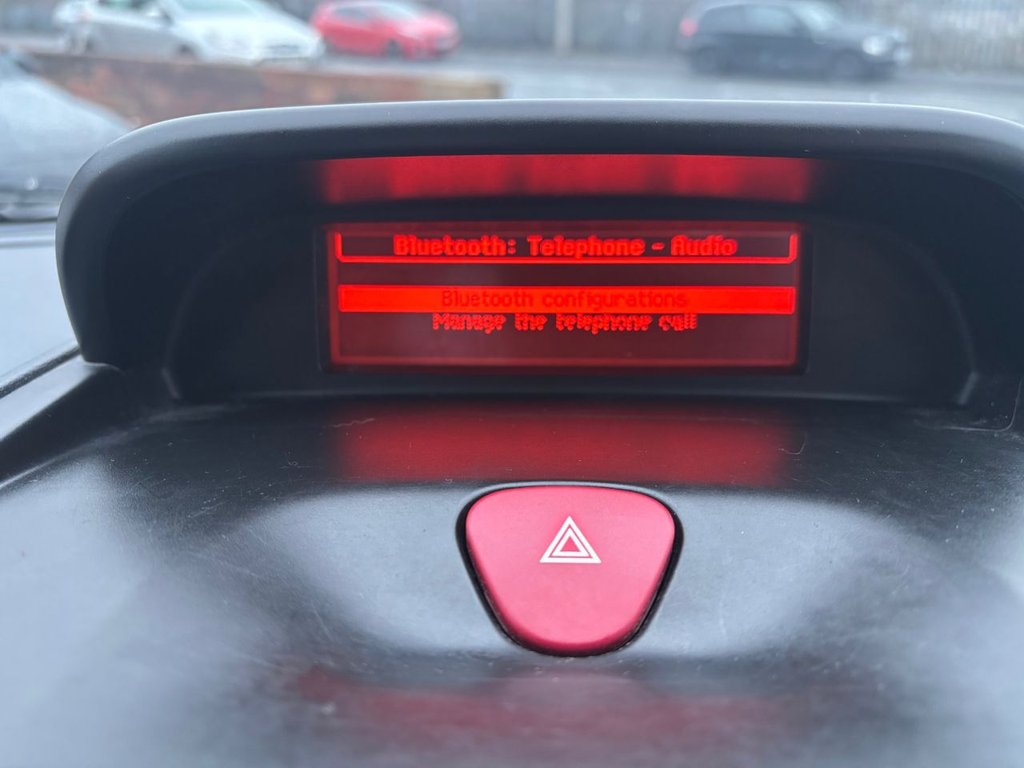 Bluetooth: Telephone - Audio
Bluetooth configurations
Manage the telephone call